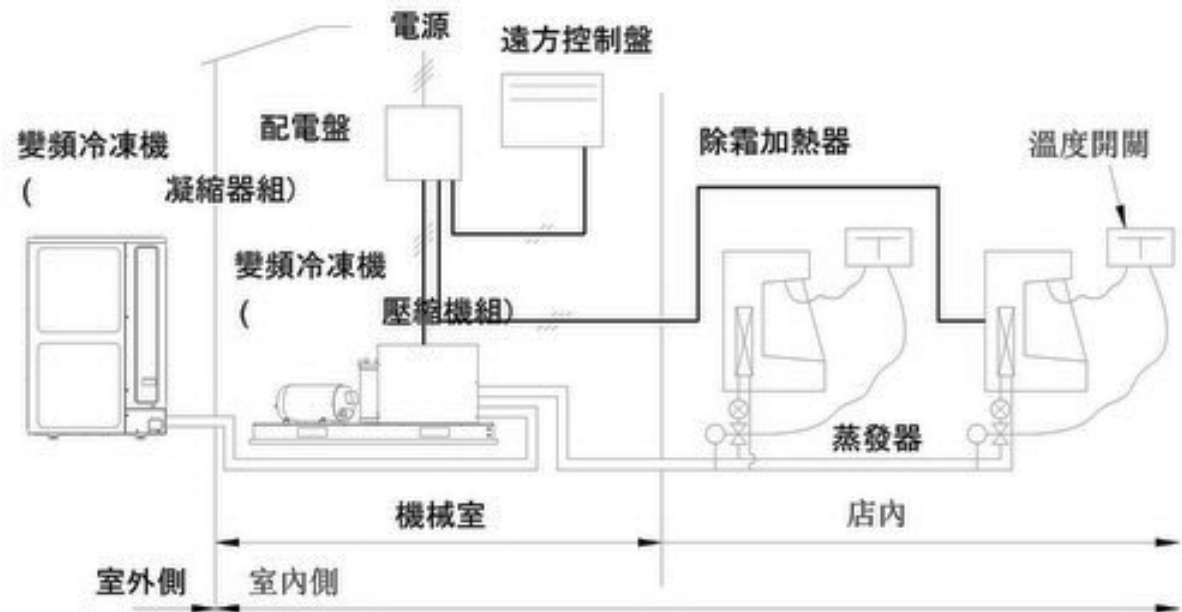 電源
遠方控制盤
配電盤
變頻冷凍機
( 凝縮器組)
除霜加熱器
溫度開關
變頻冷凍機
( 壓縮機組)
蒸發器
機械室
店內
室外側
室內側